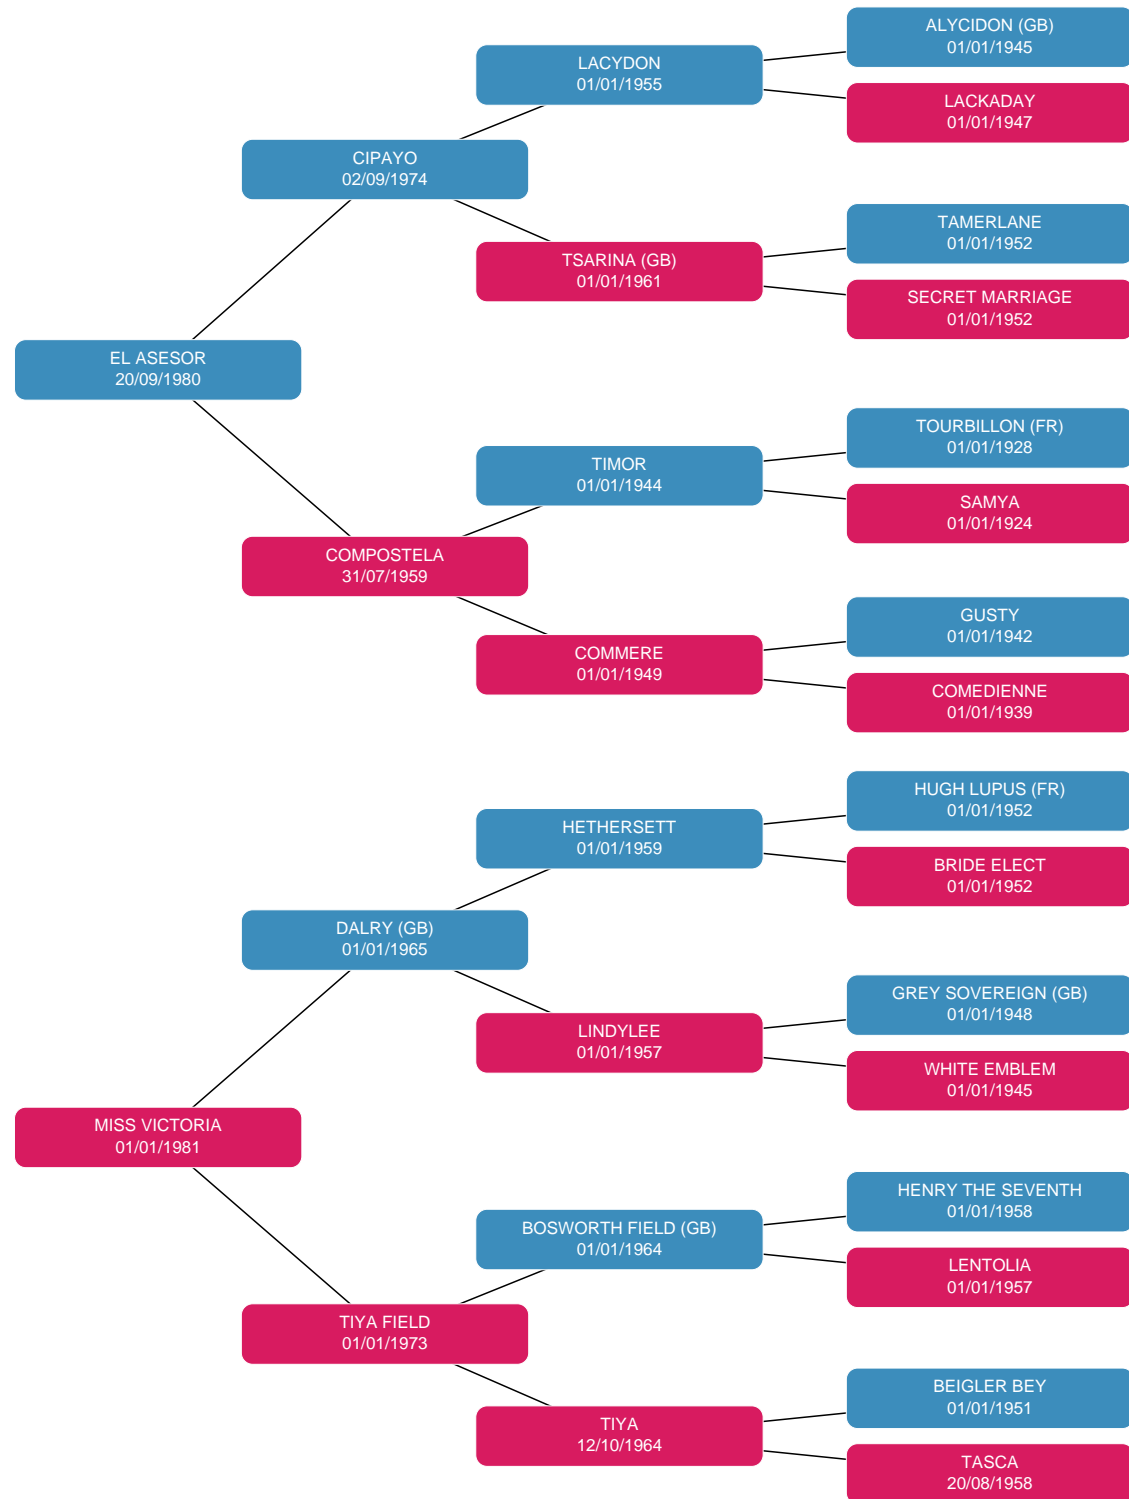 ALYCIDON (GB)
01/01/1945
LACYDON
01/01/1955
LACKADAY
01/01/1947
CIPAYO
02/09/1974
TAMERLANE
01/01/1952
TSARINA (GB)
01/01/1961
SECRET MARRIAGE
01/01/1952
EL ASESOR
20/09/1980
TOURBILLON (FR)
01/01/1928
TIMOR
01/01/1944
SAMYA
01/01/1924
COMPOSTELA
31/07/1959
GUSTY
01/01/1942
COMMERE
01/01/1949
COMEDIENNE
01/01/1939
HUGH LUPUS (FR)
01/01/1952
HETHERSETT
01/01/1959
BRIDE ELECT
01/01/1952
DALRY (GB)
01/01/1965
GREY SOVEREIGN (GB)
01/01/1948
LINDYLEE
01/01/1957
WHITE EMBLEM
01/01/1945
MISS VICTORIA
01/01/1981
HENRY THE SEVENTH
01/01/1958
BOSWORTH FIELD (GB)
01/01/1964
LENTOLIA
01/01/1957
TIYA FIELD
01/01/1973
BEIGLER BEY
01/01/1951
TIYA
12/10/1964
TASCA
20/08/1958